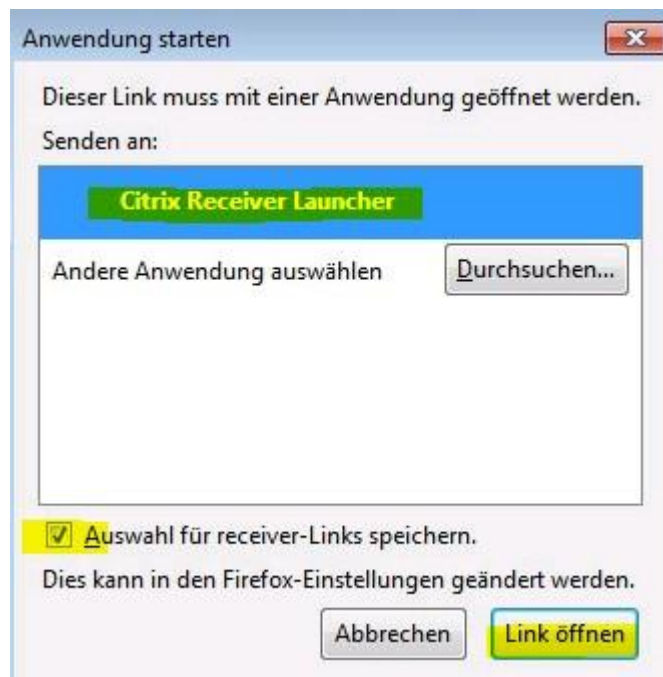 Anwendung starten
Dieser Link muss mit einer Anwendung geöffnet werden.
Senden an:
Citrix Receiver Launcher
Andere Anwendung auswählen
Durchsuchen...
Auswahl für receiver-Links speichern.
Dies kann in den Firefox-Einstellungen geändert werden.
Abbrechen
Link öffnen